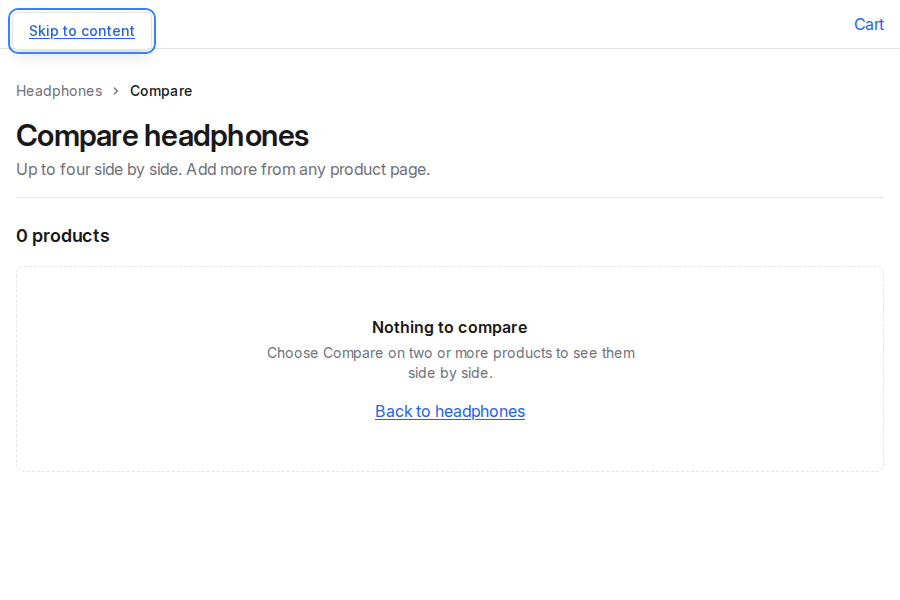 Skip to content
Cart
Headphones > Compare
Compare headphones
Up to four side by side. Add more from any product page.
0 products
Nothing to compare
Choose Compare on two or more products to see them
side by side.
Back to headphones